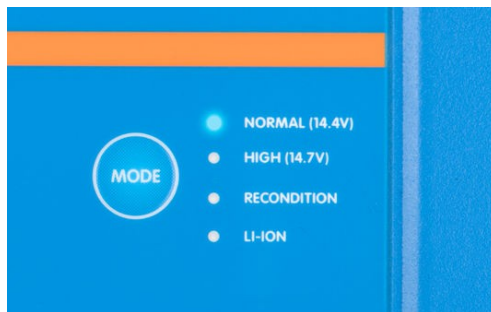 NORMAL (14.4V)
HIGH (14.7V)
MODE
RECONDITION
LI-ION